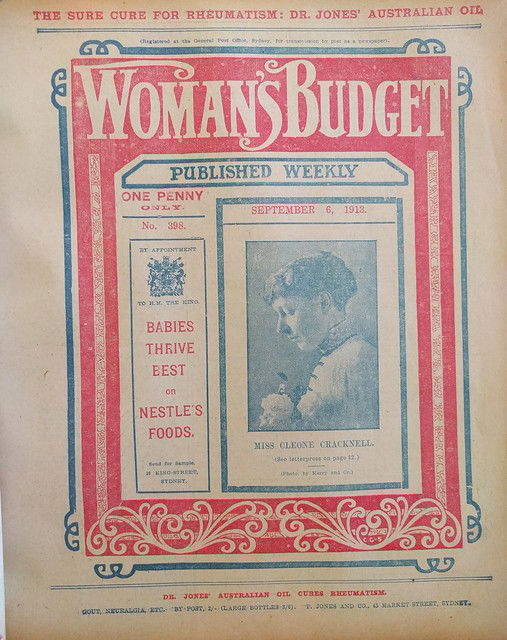 THE SURE CURE FOR RHEUMATISM: DR. JONES' AUSTRALIAN OIL
(Registered at the General Post Office, Sydney, for transmission by post as a newspaper).
WOMAN'S BUDGET
PUBLISHED WEEKLY
ONE PENNY
ONLY.
No. 398.
SEPTEMBER 6, 1913.
BY APPOINTMENT
TO H.M. THE KING.
BABIES
THRIVE
BEST
on
NESTLE'S
FOODS.
Send for Sample,
KING-STREET,
SYDNEY.
MISS CLEONE CRACKNELL.
(See letterpress on page 12.)
(Photo. by Kerry and Co.)
DR. JONES' AUSTRALIAN OIL CURES RHEUMATISM.
GOUT, NEURALGIA, ETC. BY POST, 2/- (LARGE BOTTLES 3/6). T. JONES AND CO., 43 MARKET STREET, SYDNEY.